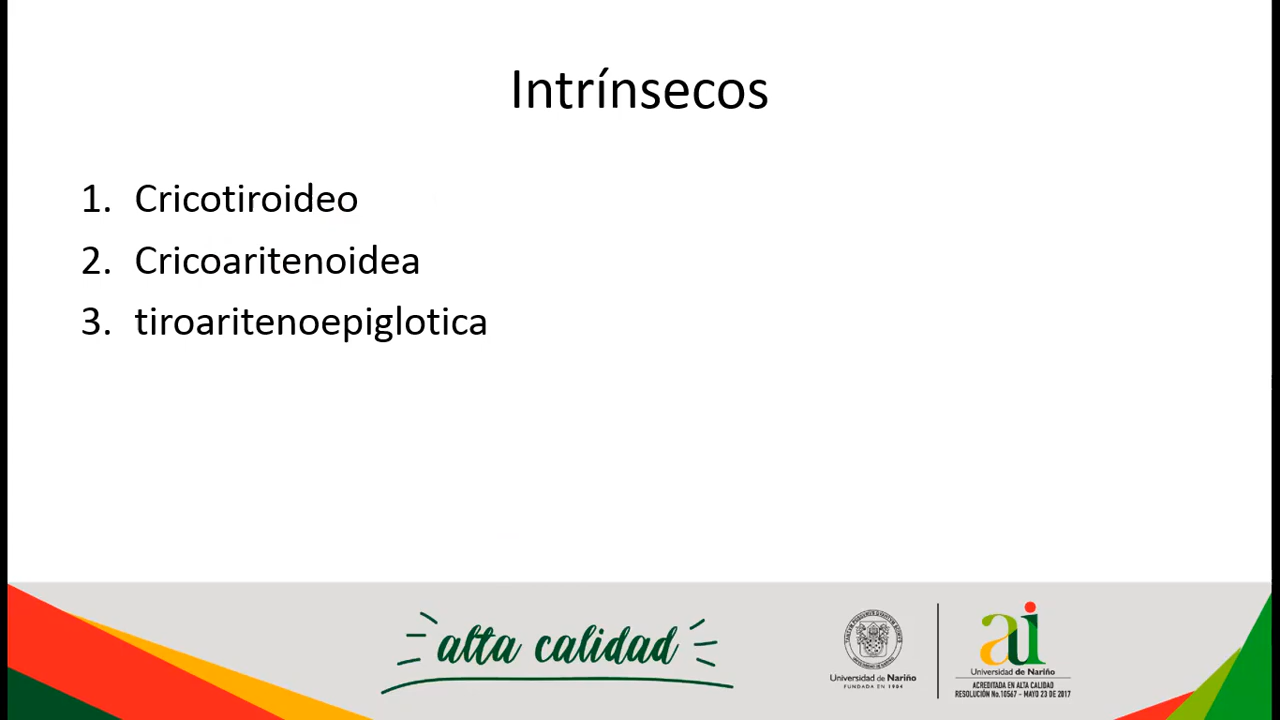 Intrínsecos
1. Cricotiroideo
2. Cricoaritenoidea
3. tiroaritenoepiglotica
alta calidad
Universidad de Nariño
FUNDADA EN 1904
ai
Universidad de Nariño
ACREDITADA EN ALTA CALIDAD
RESOLUCIÓN No.10567 - MAYO 23 DE 2017